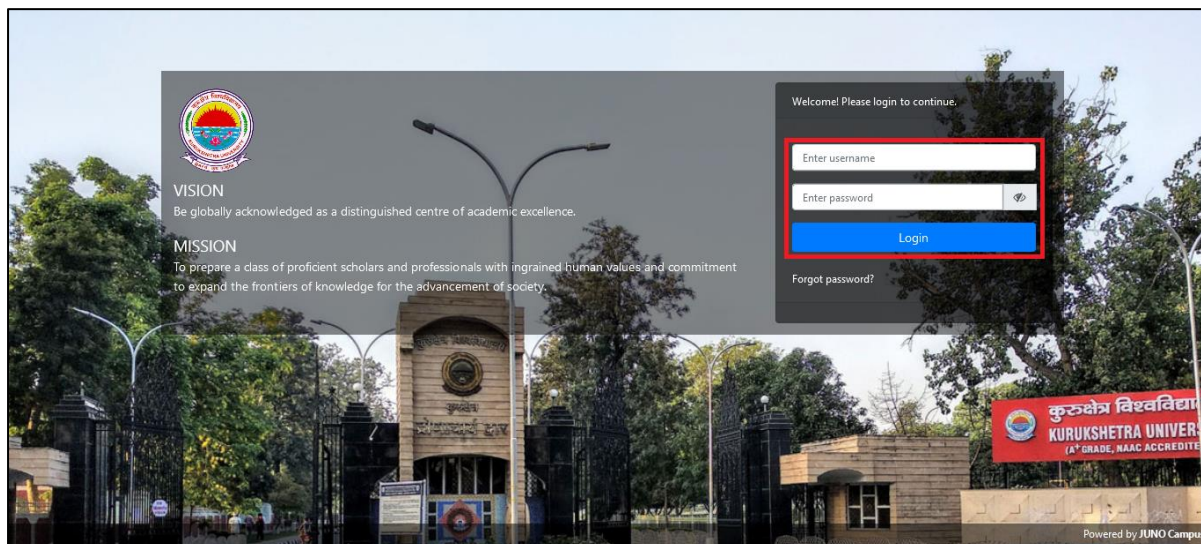 KURUKSHETRA UNIVERSITY
VISION
Be globally acknowledged as a distinguished centre of academic excellence.
MISSION
To prepare a class of proficient scholars and professionals with ingrained human values and commitment
to expand the frontiers of knowledge for the advancement of society.
Welcome! Please login to continue.
Enter username
Enter password
Login
Forgot password?
कुरुक्षेत्र
KURUKSHETRA UNIVERS
(A+ GRADE, NAAC ACCREDITE
Powered by JUNO Campu